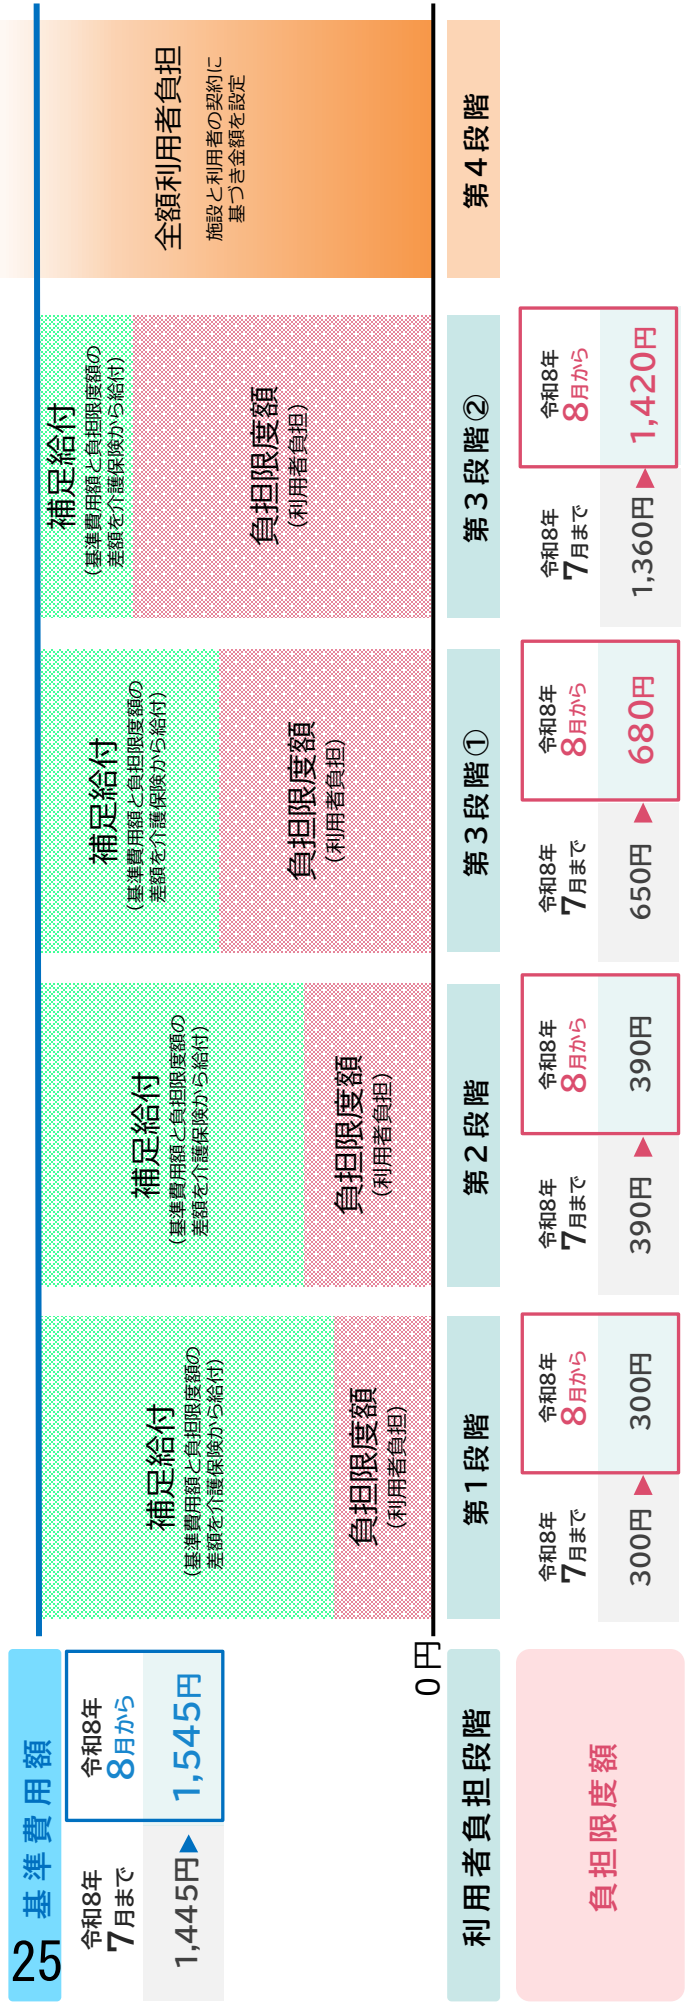 25
基準費用額
令和8年
7月まで
1,445円
令和8年
8月から
1,545円
0円
補足給付
（基準費用額と負担限度額の
差額を介護保険から給付）
負担限度額
（利用者負担）
補足給付
（基準費用額と負担限度額の
差額を介護保険から給付）
負担限度額
（利用者負担）
補足給付
（基準費用額と負担限度額の
差額を介護保険から給付）
負担限度額
（利用者負担）
補足給付
（基準費用額と負担限度額の
差額を介護保険から給付）
負担限度額
（利用者負担）
全額利用者負担
施設と利用者の契約に
基づき金額を設定
利用者負担段階
第1段階
第2段階
第3段階①
第3段階②
第4段階
負担限度額
令和8年
7月まで
300円
令和8年
8月から
300円
令和8年
7月まで
390円
令和8年
8月から
390円
令和8年
7月まで
650円
令和8年
8月から
680円
令和8年
7月まで
1,360円
令和8年
8月から
1,420円